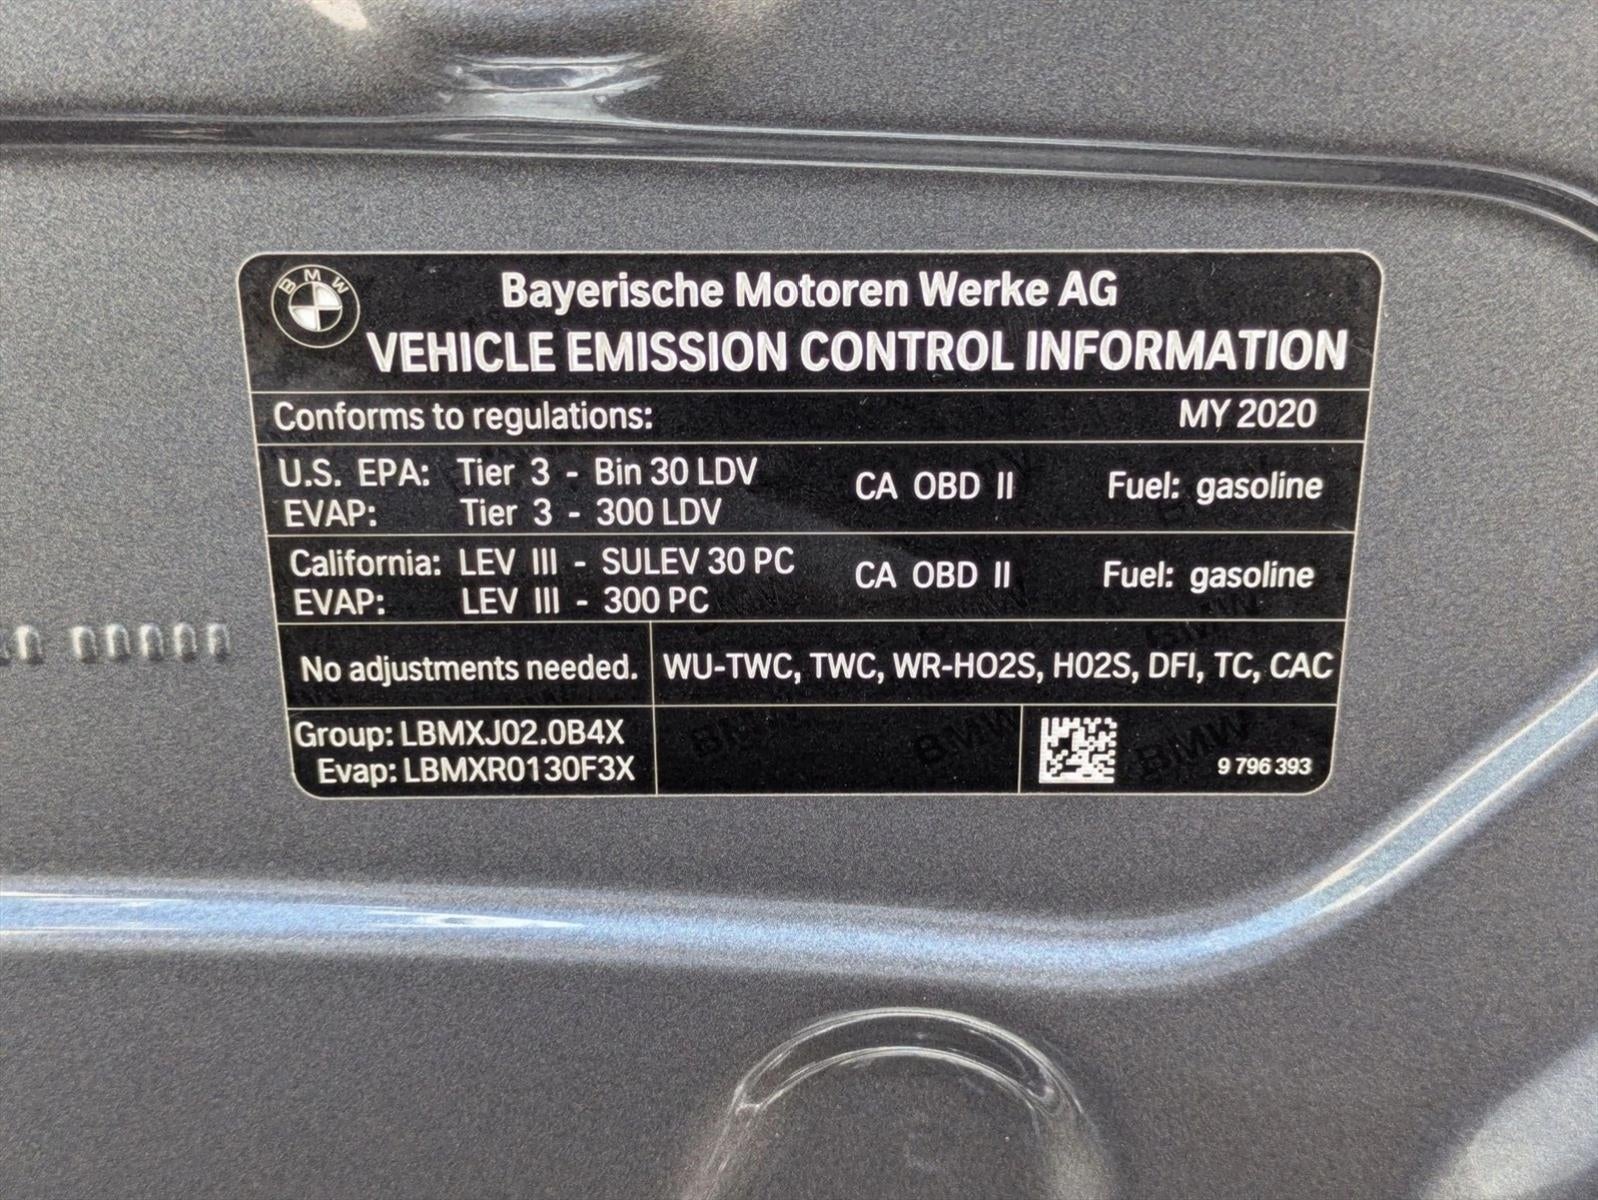 BMW
Bayerische Motoren Werke AG
VEHICLE EMISSION CONTROL INFORMATION
Conforms to regulations: MY 2020
U.S. EPA: Tier 3 - Bin 30 LDV CA OBD II Fuel: gasoline
EVAP: Tier 3 - 300 LDV
California: LEV III - SULEV 30 PC CA OBD II Fuel: gasoline
EVAP: LEV III - 300 PC
No adjustments needed. WU-TWC, TWC, WR-HO2S, H02S, DFI, TC, CAC
Group: LBMXJ02.0B4X
Evap: LBMXR0130F3X
BMW BMW BMW
9 796 393